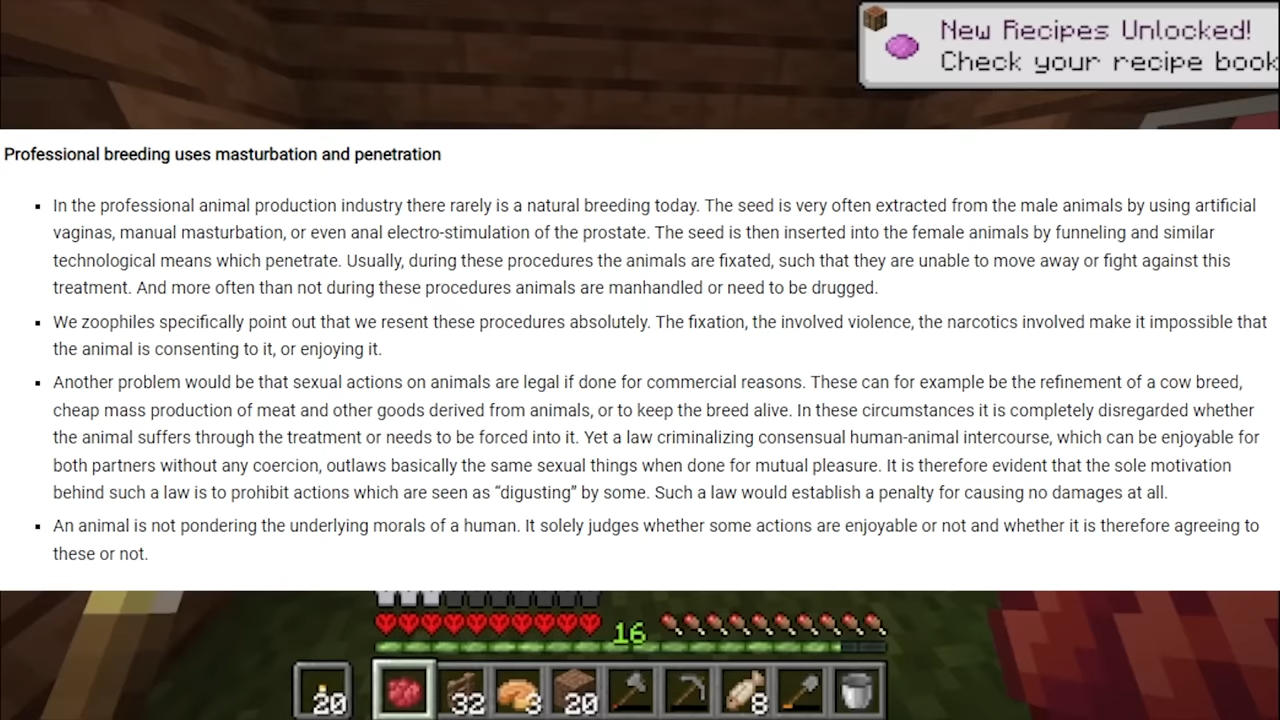 New Recipes Unlocked!
Check your recipe book
Professional breeding uses masturbation and penetration
In the professional animal production industry there rarely is a natural breeding today. The seed is very often extracted from the male animals by using artificial
vaginas, manual masturbation, or even anal electro-stimulation of the prostate. The seed is then inserted into the female animals by funneling and similar
technological means which penetrate. Usually, during these procedures the animals are fixated, such that they are unable to move away or fight against this
treatment. And more often than not during these procedures animals are manhandled or need to be drugged.
We zoophiles specifically point out that we resent these procedures absolutely. The fixation, the involved violence, the narcotics involved make it impossible that
the animal is consenting to it, or enjoying it.
Another problem would be that sexual actions on animals are legal if done for commercial reasons. These can for example be the refinement of a cow breed,
cheap mass production of meat and other goods derived from animals, or to keep the breed alive. In these circumstances it is completely disregarded whether
the animal suffers through the treatment or needs to be forced into it. Yet a law criminalizing consensual human-animal intercourse, which can be enjoyable for
both partners without any coercion, outlaws basically the same sexual things when done for mutual pleasure. It is therefore evident that the sole motivation
behind such a law is to prohibit actions which are seen as “digusting” by some. Such a law would establish a penalty for causing no damages at all.
An animal is not pondering the underlying morals of a human. It solely judges whether some actions are enjoyable or not and whether it is therefore agreeing to
these or not.
16
20 32 3 20 8